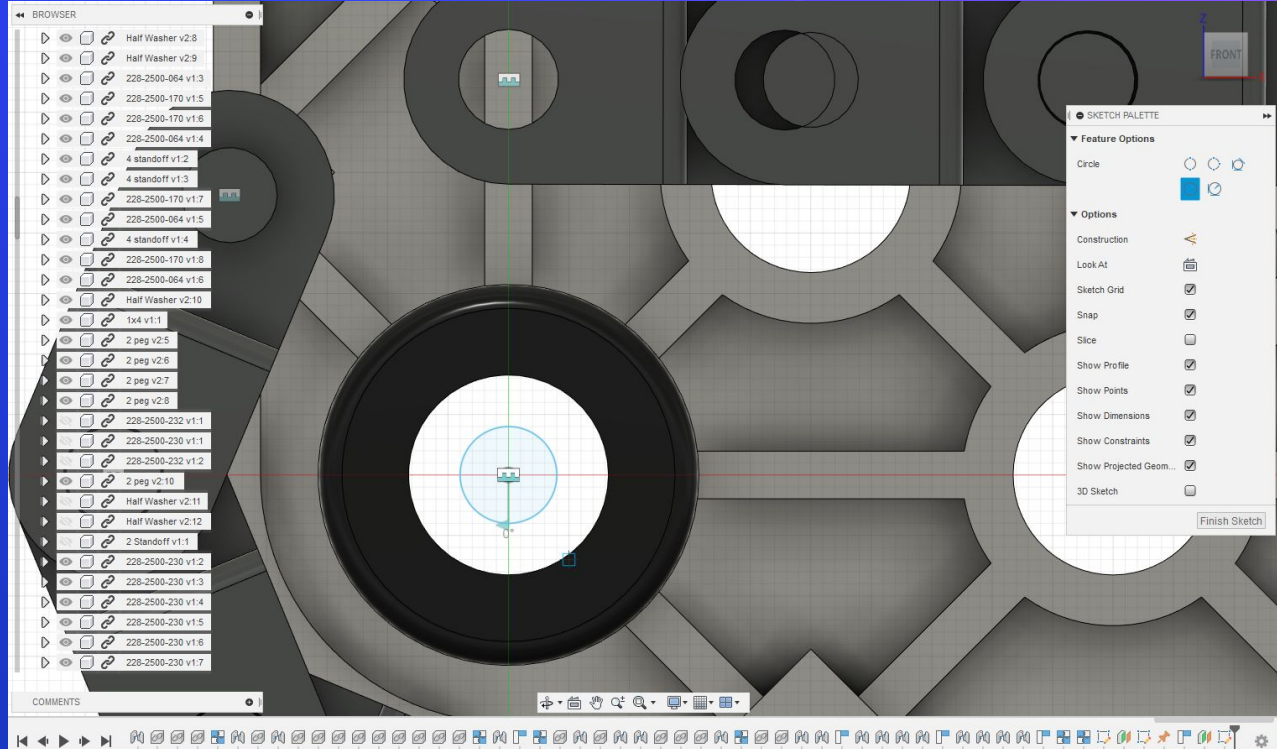 BROWSER
Half Washer v2:8
Half Washer v2:9
228-2500-064 v1:3
228-2500-170 v1:5
228-2500-170 v1:6
228-2500-064 v1:4
4 standoff v1:2
4 standoff v1:3
228-2500-170 v1:7
228-2500-064 v1:5
4 standoff v1:4
228-2500-170 v1:8
228-2500-064 v1:6
Half Washer v2:10
1x4 v1:1
2 peg v2:5
2 peg v2:6
2 peg v2:7
2 peg v2:8
228-2500-232 v1:1
228-2500-230 v1:1
228-2500-232 v1:2
2 peg v2:10
Half Washer v2:11
Half Washer v2:12
2 Standoff v1:1
228-2500-230 v1:2
228-2500-230 v1:3
228-2500-230 v1:4
228-2500-230 v1:5
228-2500-230 v1:6
228-2500-230 v1:7
COMMENTS
0°
Z
FRONT
SKETCH PALETTE
Feature Options
Circle
Options
Construction
Look At
Sketch Grid
Snap
Slice
Show Profile
Show Points
Show Dimensions
Show Constraints
Show Projected Geom...
3D Sketch
Finish Sketch